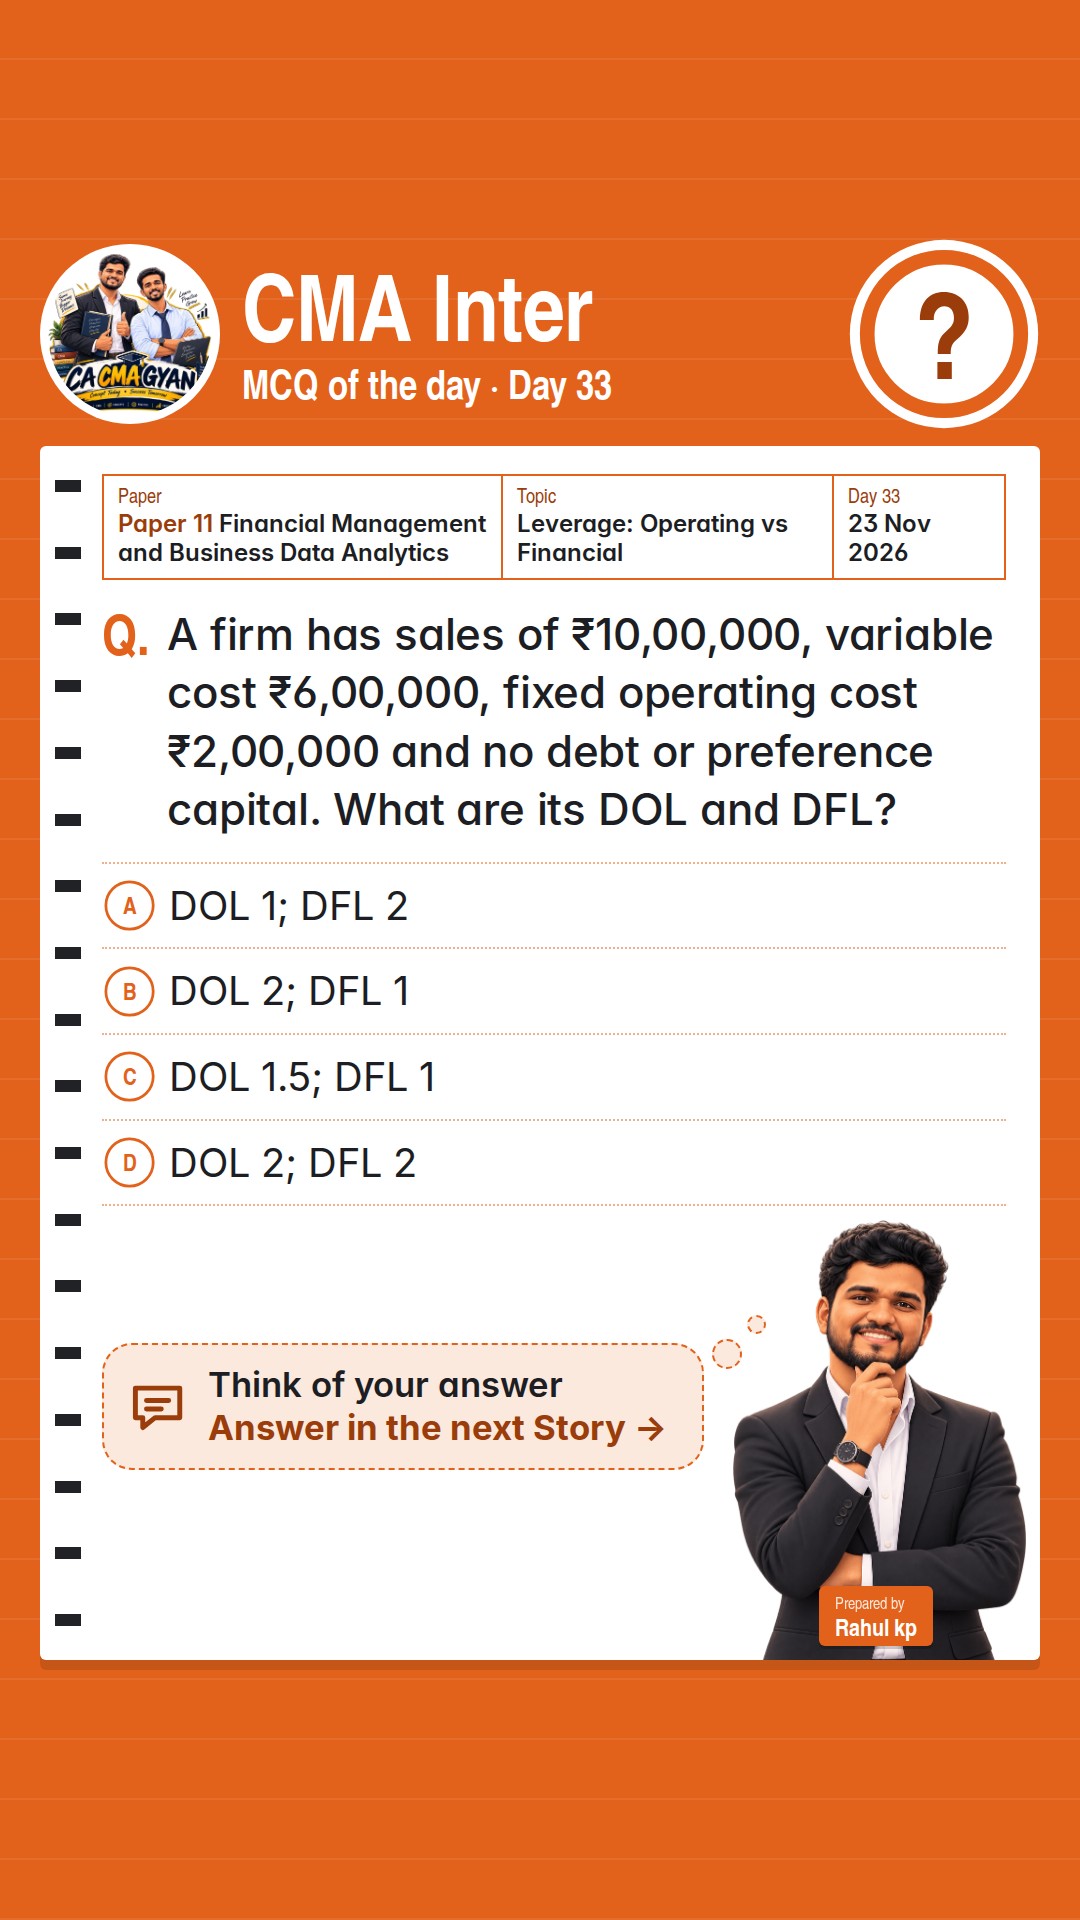 CA CMA GYAN
Concept Today • Success Tomorrow
CMA Inter
MCQ of the day · Day 33
?
Paper
Paper 11 Financial Management
and Business Data Analytics
Topic
Leverage: Operating vs
Financial
Day 33
23 Nov
2026
Q. A firm has sales of ₹10,00,000, variable
cost ₹6,00,000, fixed operating cost
₹2,00,000 and no debt or preference
capital. What are its DOL and DFL?
A DOL 1; DFL 2
B DOL 2; DFL 1
C DOL 1.5; DFL 1
D DOL 2; DFL 2
Think of your answer
Answer in the next Story →
Prepared by
Rahul kp